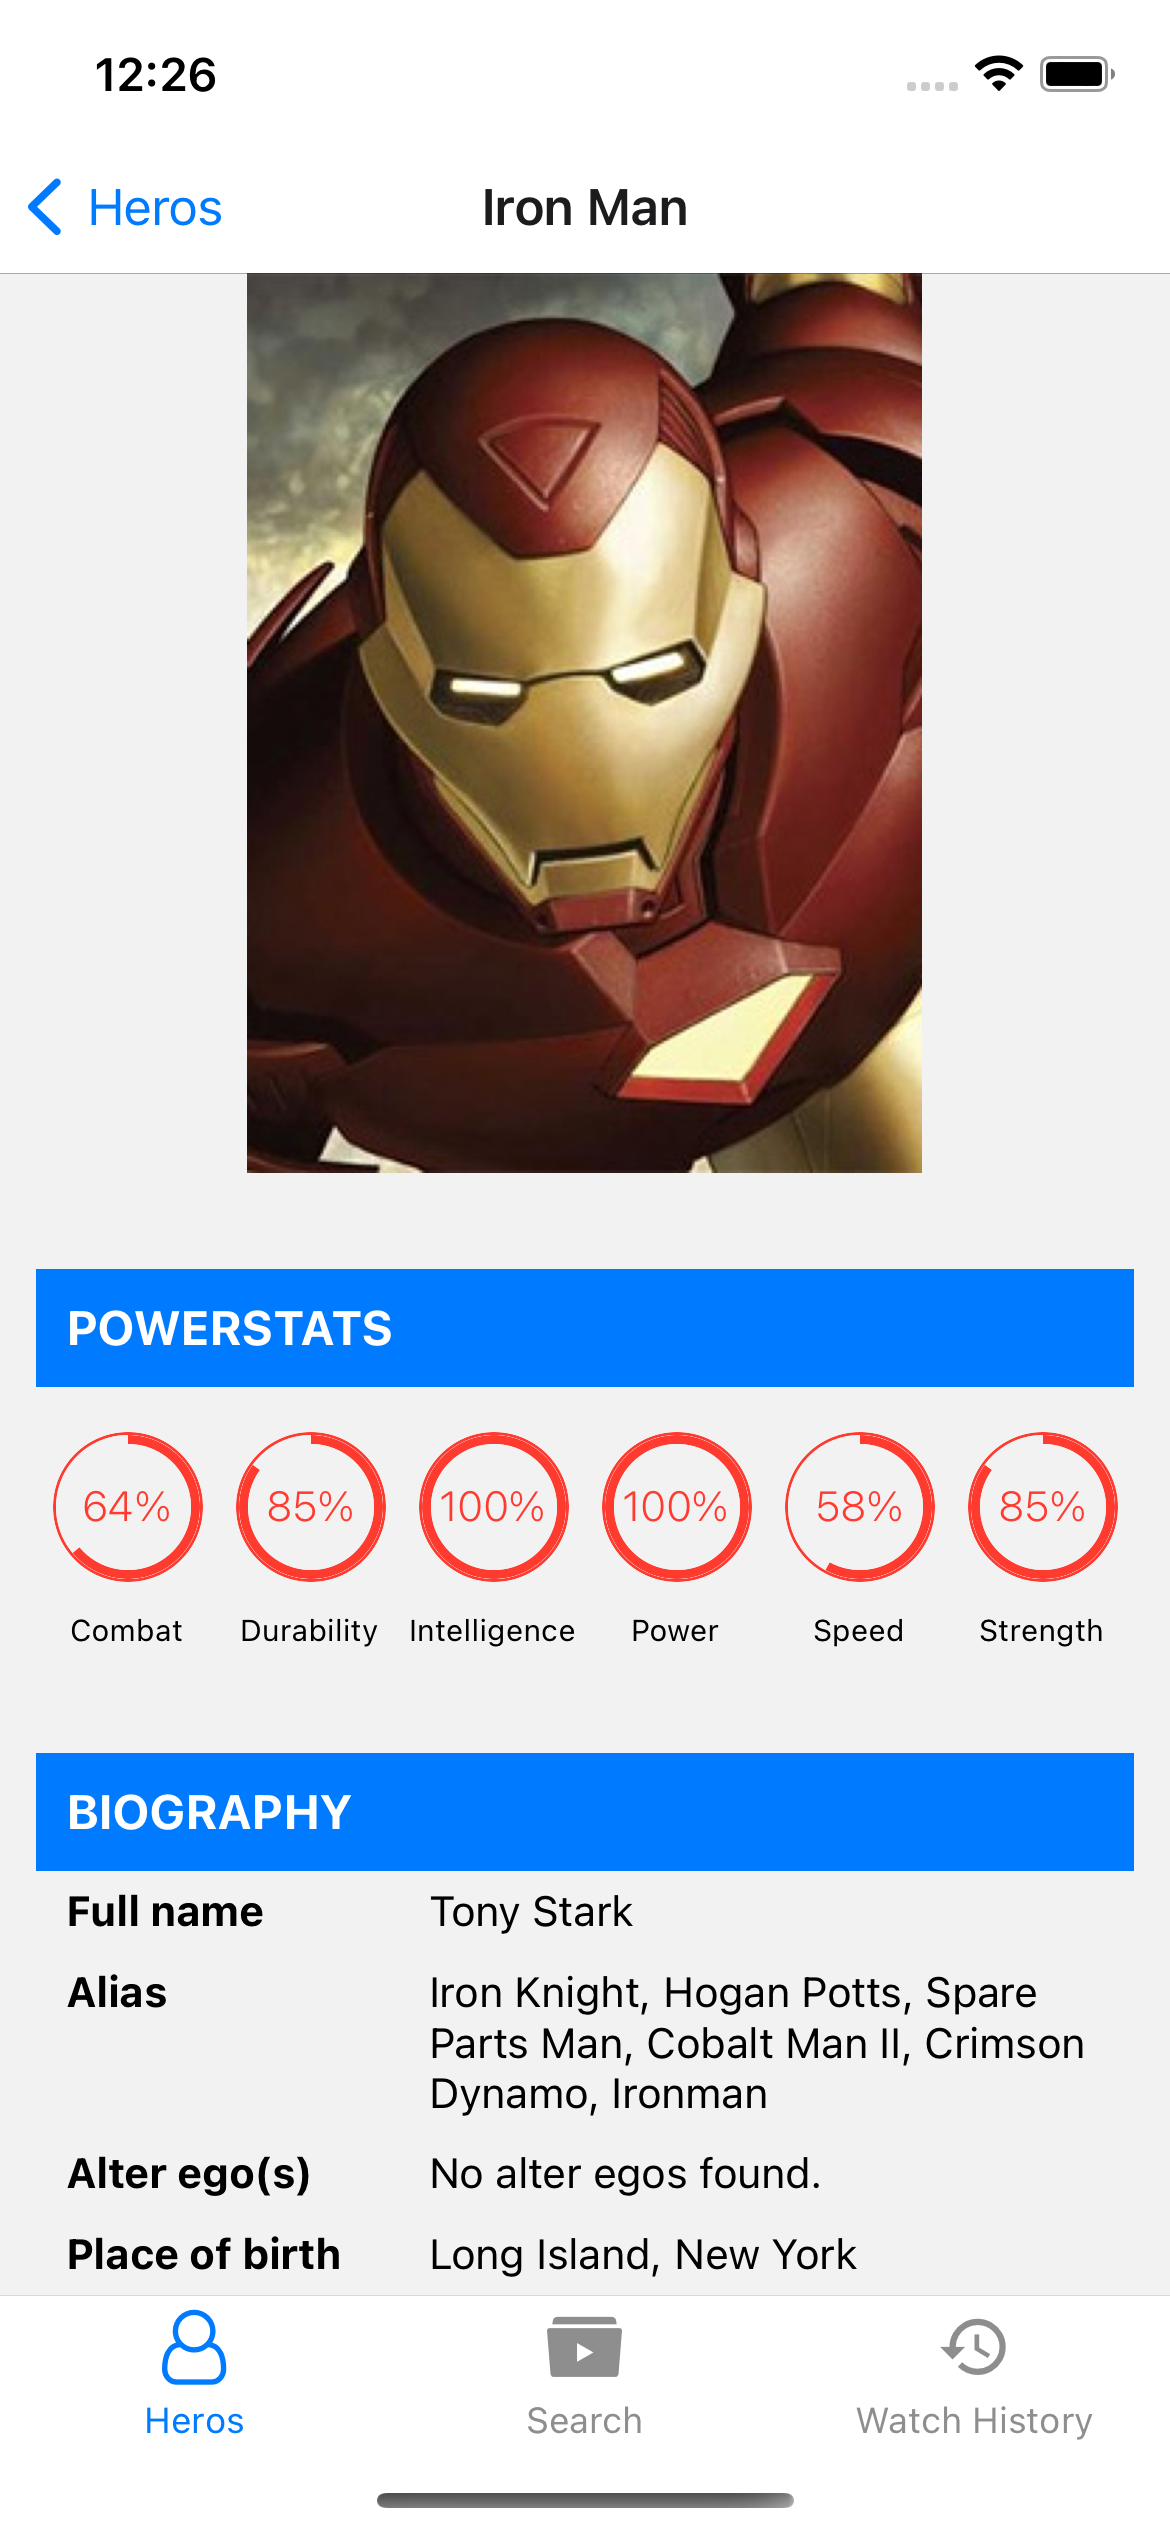 12:26
Heros
Iron Man
POWERSTATS
64% 85% 100% 100% 58% 85%
Combat Durability Intelligence Power Speed Strength
BIOGRAPHY
Full name Tony Stark
Alias Iron Knight, Hogan Potts, Spare
Parts Man, Cobalt Man II, Crimson
Dynamo, Ironman
Alter ego(s) No alter egos found.
Place of birth Long Island, New York
Heros Search Watch History